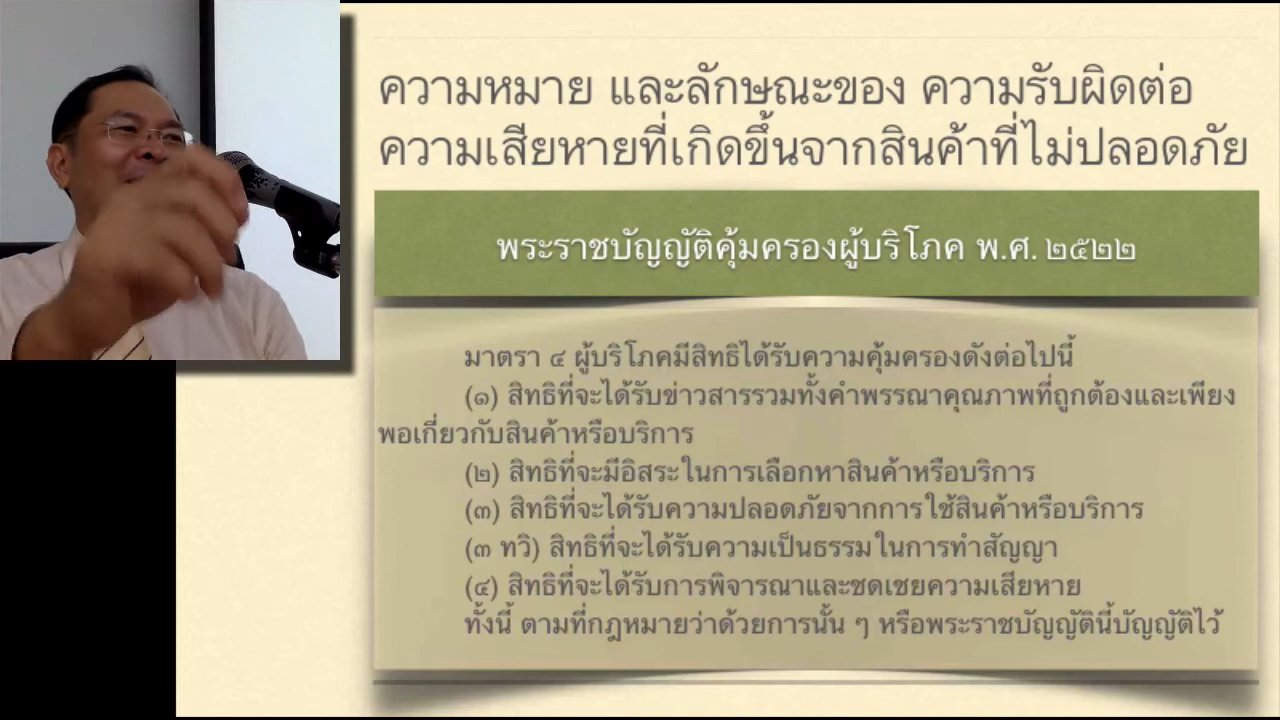 ความหมาย และลักษณะของ ความรับผิดต่อ
ความเสียหายที่เกิดขึ้นจากสินค้าที่ไม่ปลอดภัย
พระราชบัญญัติคุ้มครองผู้บริโภค พ.ศ. ๒๕๒๒
มาตรา ๔ ผู้บริโภคมีสิทธิได้รับความคุ้มครองดังต่อไปนี้
(๑) สิทธิที่จะได้รับข่าวสารรวมทั้งคำพรรณาคุณภาพที่ถูกต้องและเพียง
พอเกี่ยวกับสินค้าหรือบริการ
(๒) สิทธิที่จะมีอิสระในการเลือกหาสินค้าหรือบริการ
(๓) สิทธิที่จะได้รับความปลอดภัยจากการใช้สินค้าหรือบริการ
(๓ ทวิ) สิทธิที่จะได้รับความเป็นธรรมในการทำสัญญา
(๔) สิทธิที่จะได้รับการพิจารณาและชดเชยความเสียหาย
ทั้งนี้ ตามที่กฎหมายว่าด้วยการนั้น ๆ หรือพระราชบัญญัตินี้บัญญัติไว้